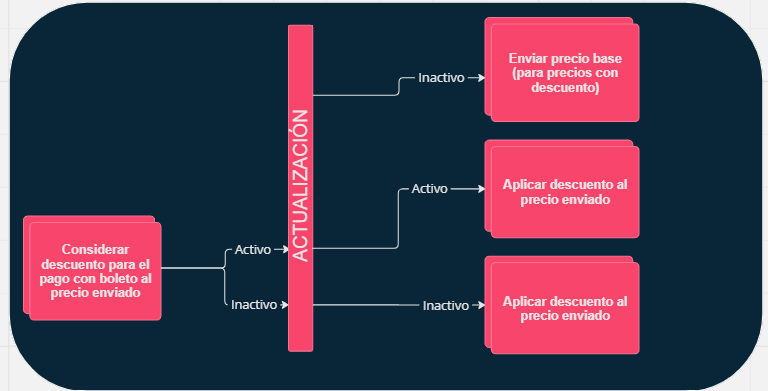 Enviar precio base
(para precios con
descuento)
Inactivo
ACTUALIZACIÓN
Activo
Aplicar descuento al
precio enviado
Considerar
descuento para el
pago con boleto al
precio enviado
Activo
Inactivo
Inactivo
Aplicar descuento al
precio enviado